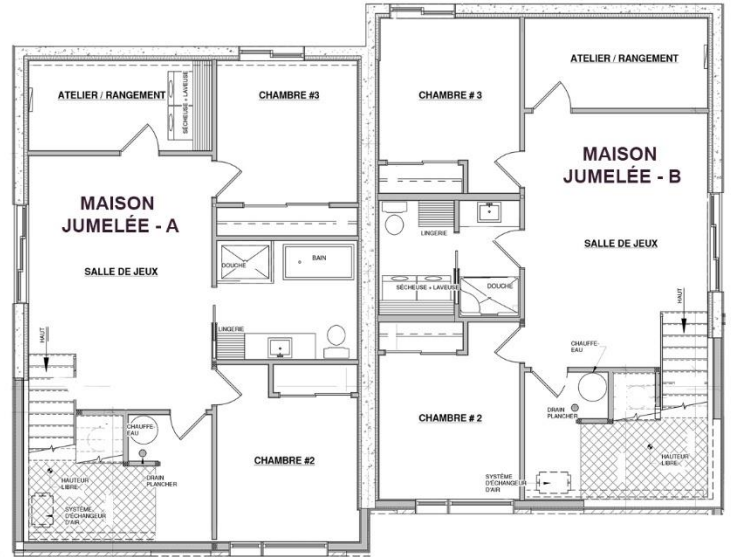 ATELIER / RANGEMENT
SÉCHEUSE + LAVEUSE
CHAMBRE #3
MAISON
JUMELÉE - A
SALLE DE JEUX
DOUCHE
BAIN
LINGERIE
HAUT
CHAUFFE-
EAU
DRAIN
PLANCHER
HAUTEUR
LIBRE
SYSTÈME
D'ÉCHANGEUR
D'AIR
CHAMBRE #2
CHAMBRE # 3
ATELIER / RANGEMENT
MAISON
JUMELÉE - B
SALLE DE JEUX
LINGERIE
SÉCHEUSE + LAVEUSE
DOUCHE
HAUT
CHAUFFE-
EAU
CHAMBRE # 2
DRAIN
PLANCHER
HAUTEUR
LIBRE
SYSTÈME
D'ÉCHANGEUR
D'AIR